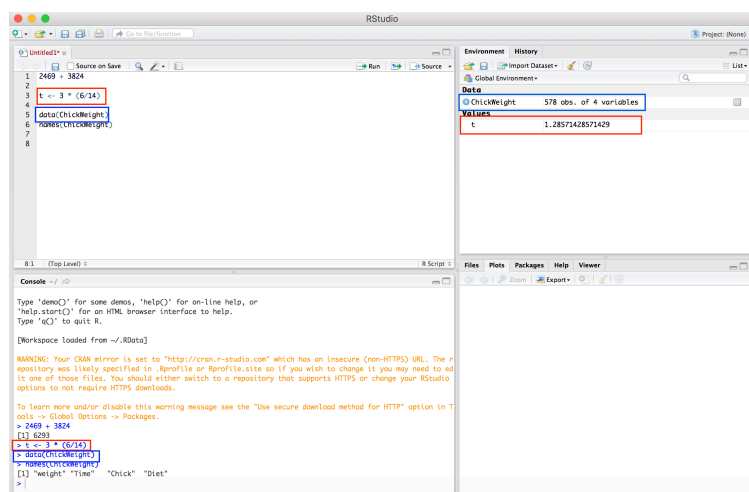 RStudio
Go to file/function
Project: (None)
Untitled1*
Source on Save
Run
Source
1 2469 + 3824
2
3 t <- 3 * (6/14)
4
5 data(ChickWeight)
6 names(ChickWeight)
7
8
8:1 (Top Level)
R Script
Environment History
Import Dataset
List
Global Environment
Data
ChickWeight 578 obs. of 4 variables
Values
t 1.28571428571429
Files Plots Packages Help Viewer
Zoom Export
Console ~/
Type 'demo()' for some demos, 'help()' for on-line help, or
'help.start()' for an HTML browser interface to help.
Type 'q()' to quit R.
[Workspace loaded from ~/.RData]
WARNING: Your CRAN mirror is set to "http://cran.r-studio.com" which has an insecure (non-HTTPS) URL. The r
epository was likely specified in .Rprofile or Rprofile.site so if you wish to change it you may need to ed
it one of those files. You should either switch to a repository that supports HTTPS or change your RStudio
options to not require HTTPS downloads.
To learn more and/or disable this warning message see the "Use secure download method for HTTP" option in T
ools -> Global Options -> Packages.
> 2469 + 3824
[1] 6293
> t <- 3 * (6/14)
> data(ChickWeight)
> names(ChickWeight)
[1] "weight" "Time" "Chick" "Diet"
>